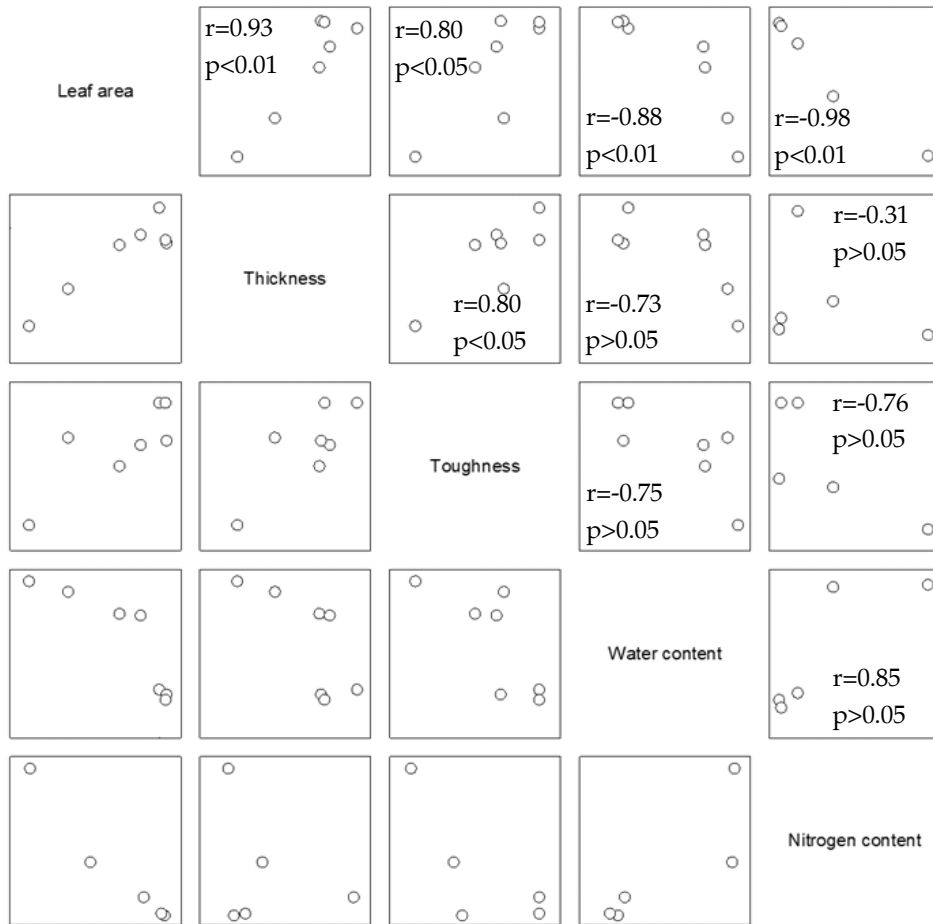 Leaf area
r=0.93
p<0.01
r=0.80
p<0.05
r=-0.88
p<0.01
r=-0.98
p<0.01
Thickness
r=0.80
p<0.05
r=-0.73
p>0.05
r=-0.31
p>0.05
Toughness
r=-0.75
p>0.05
r=-0.76
p>0.05
Water content
r=0.85
p>0.05
Nitrogen content